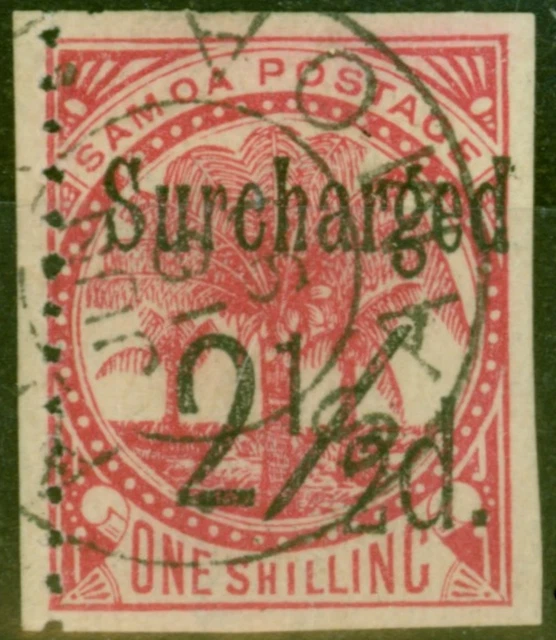 SAMOA POSTAGE
Surcharged
2½d.
ONE SHILLING